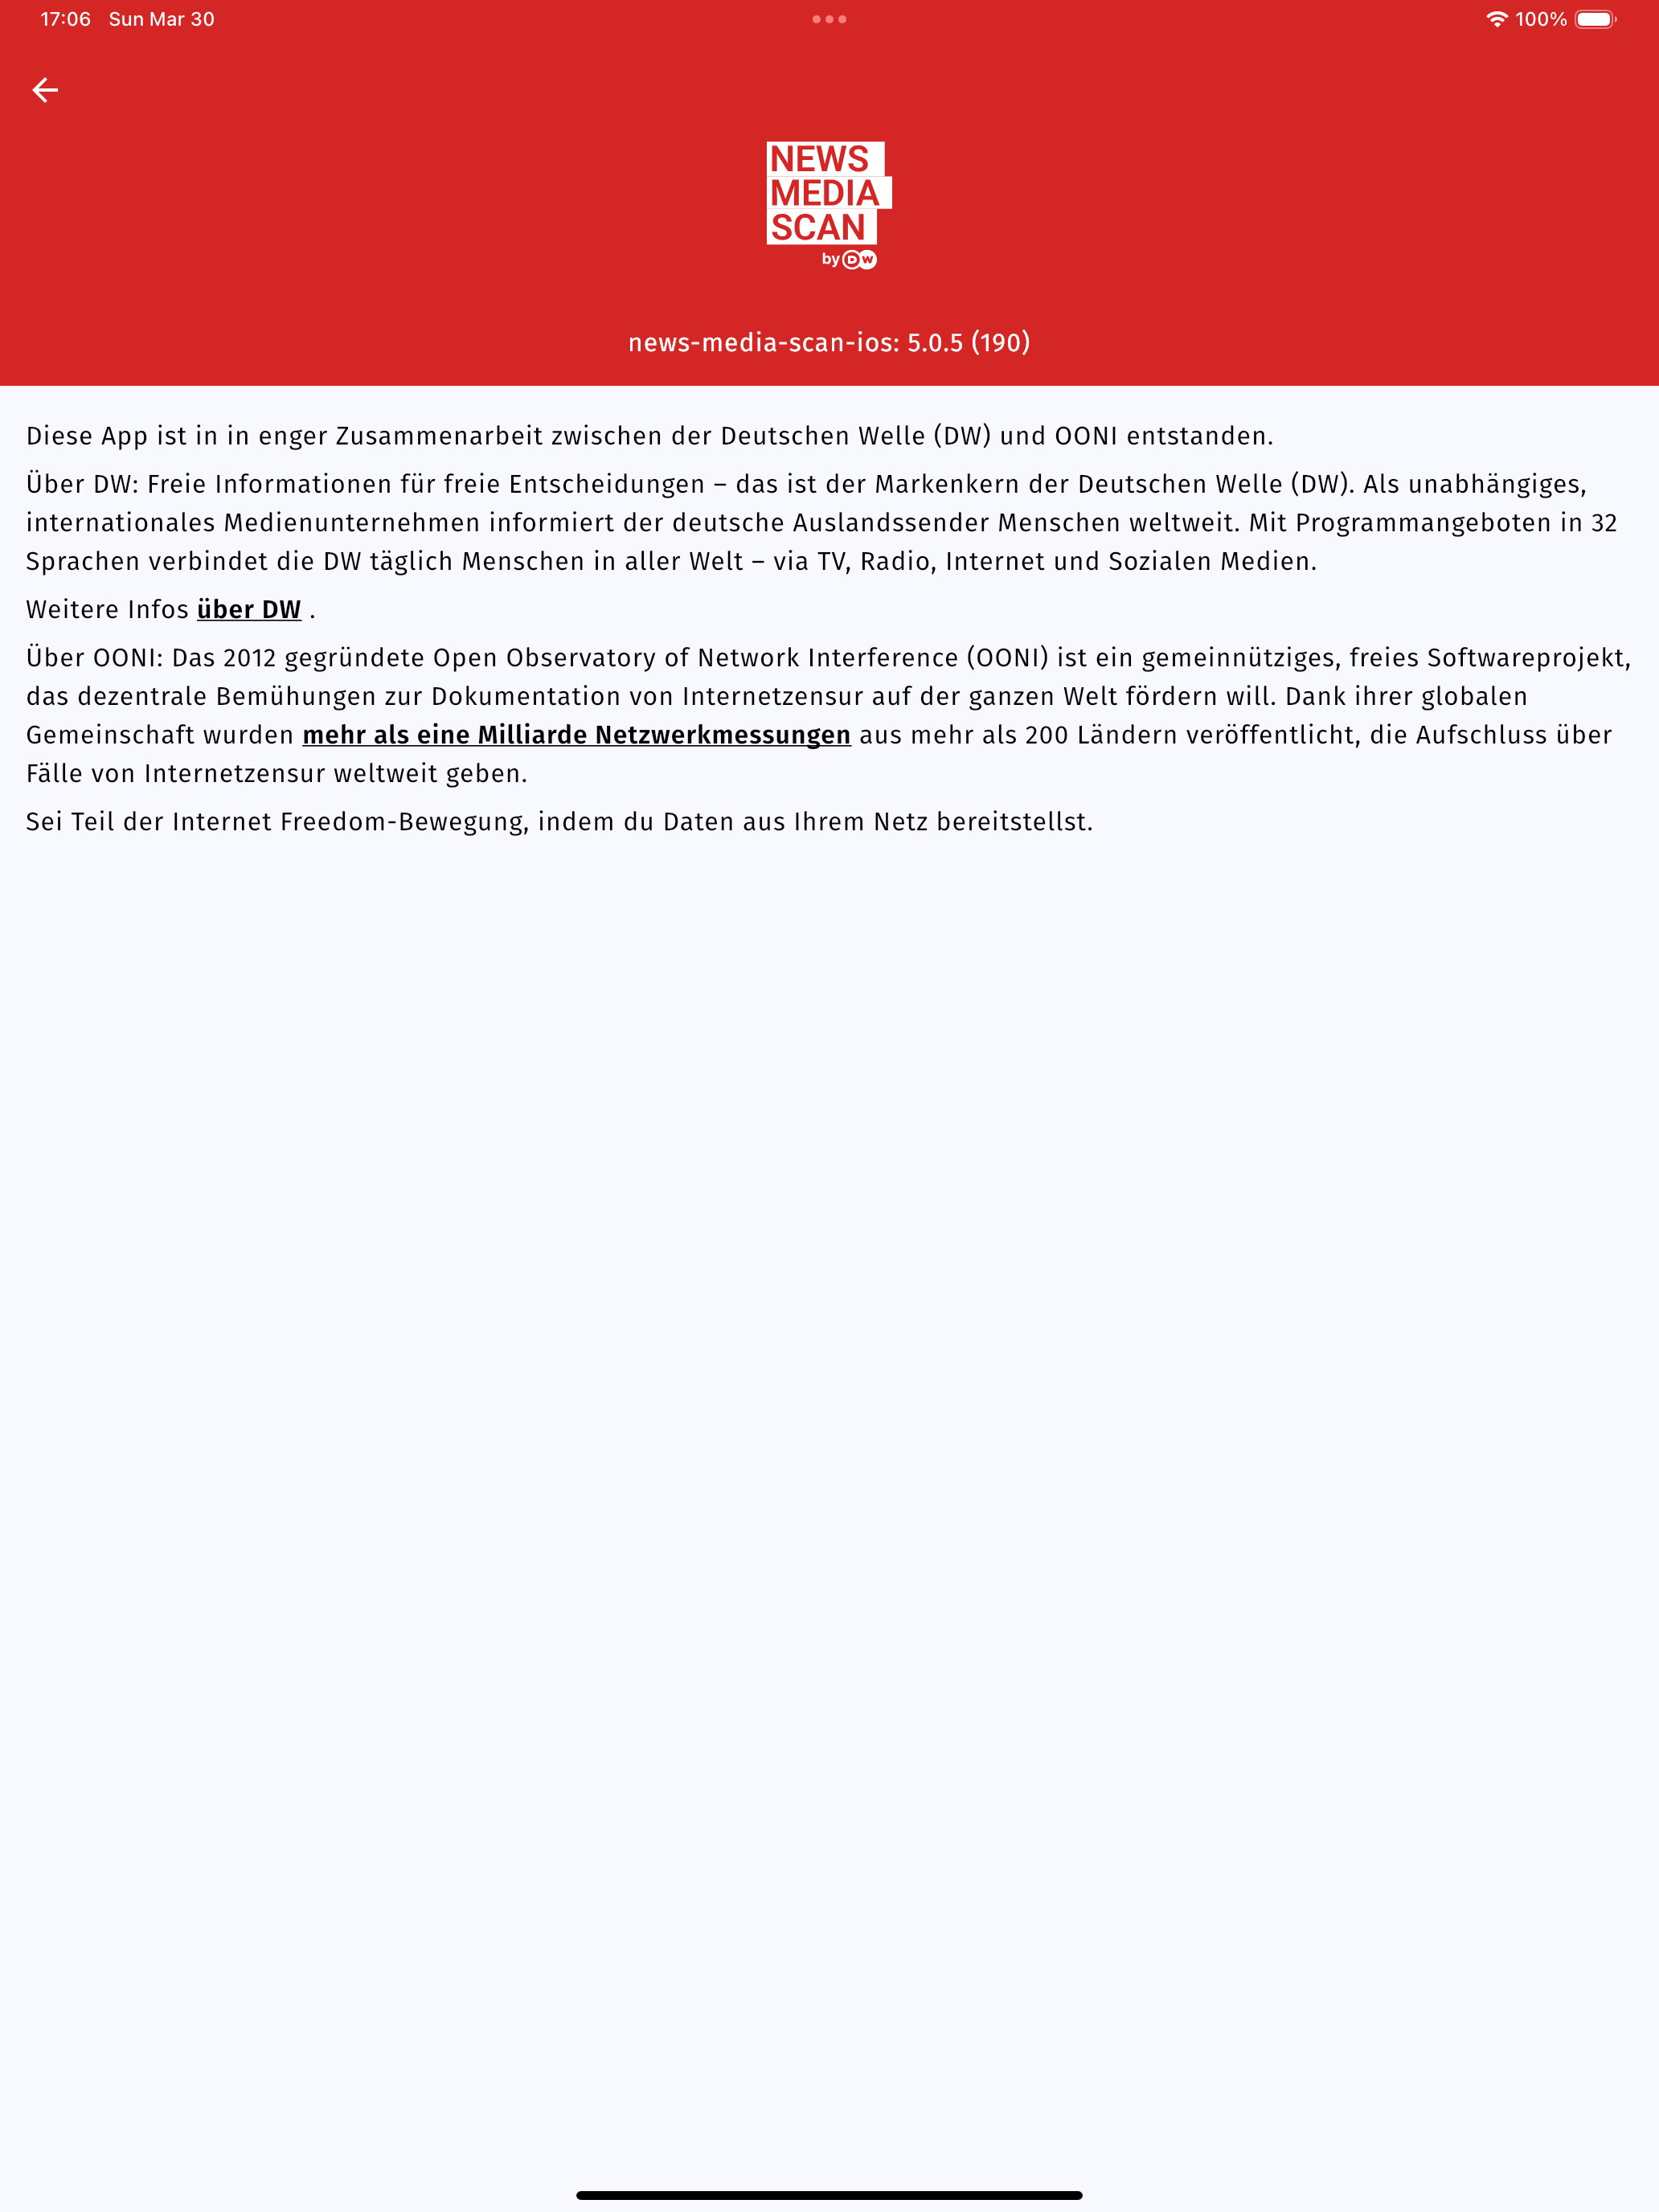 17:06 Sun Mar 30
100%
NEWS
MEDIA
SCAN
by DW
news-media-scan-ios: 5.0.5 (190)
Diese App ist in in enger Zusammenarbeit zwischen der Deutschen Welle (DW) und OONI entstanden.
Über DW: Freie Informationen für freie Entscheidungen – das ist der Markenkern der Deutschen Welle (DW). Als unabhängiges,
internationales Medienunternehmen informiert der deutsche Auslandssender Menschen weltweit. Mit Programmangeboten in 32
Sprachen verbindet die DW täglich Menschen in aller Welt – via TV, Radio, Internet und Sozialen Medien.
Weitere Infos über DW .
Über OONI: Das 2012 gegründete Open Observatory of Network Interference (OONI) ist ein gemeinnütziges, freies Softwareprojekt,
das dezentrale Bemühungen zur Dokumentation von Internetzensur auf der ganzen Welt fördern will. Dank ihrer globalen
Gemeinschaft wurden mehr als eine Milliarde Netzwerkmessungen aus mehr als 200 Ländern veröffentlicht, die Aufschluss über
Fälle von Internetzensur weltweit geben.
Sei Teil der Internet Freedom-Bewegung, indem du Daten aus Ihrem Netz bereitstellst.